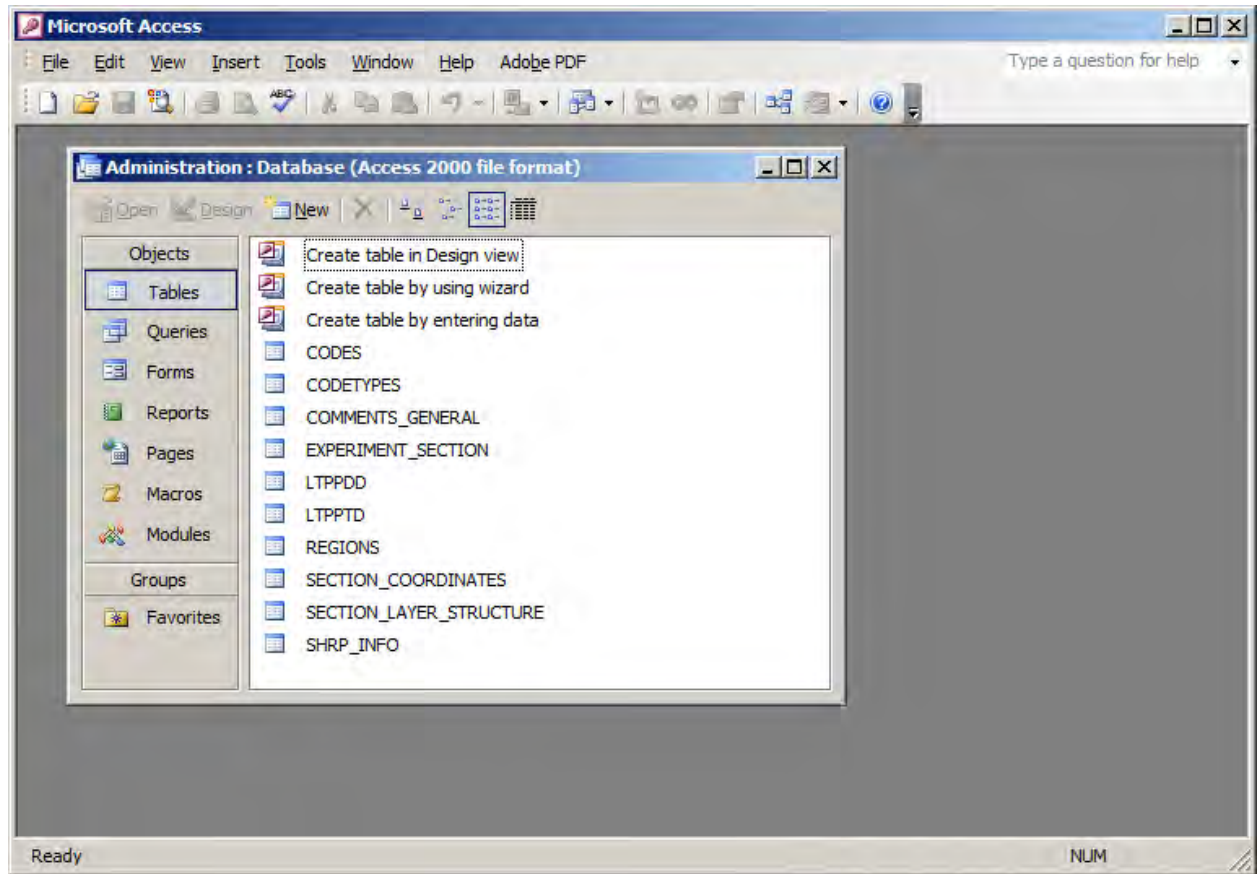 Microsoft Access
File Edit View Insert Tools Window Help Adobe PDF Type a question for help
ABC
Administration : Database (Access 2000 file format)
Open Design New
Objects
Tables
Queries
Forms
Reports
Pages
Macros
Modules
Groups
Favorites
Create table in Design view
Create table by using wizard
Create table by entering data
CODES
CODETYPES
COMMENTS_GENERAL
EXPERIMENT_SECTION
LTPPDD
LTPPTD
REGIONS
SECTION_COORDINATES
SECTION_LAYER_STRUCTURE
SHRP_INFO
Ready NUM